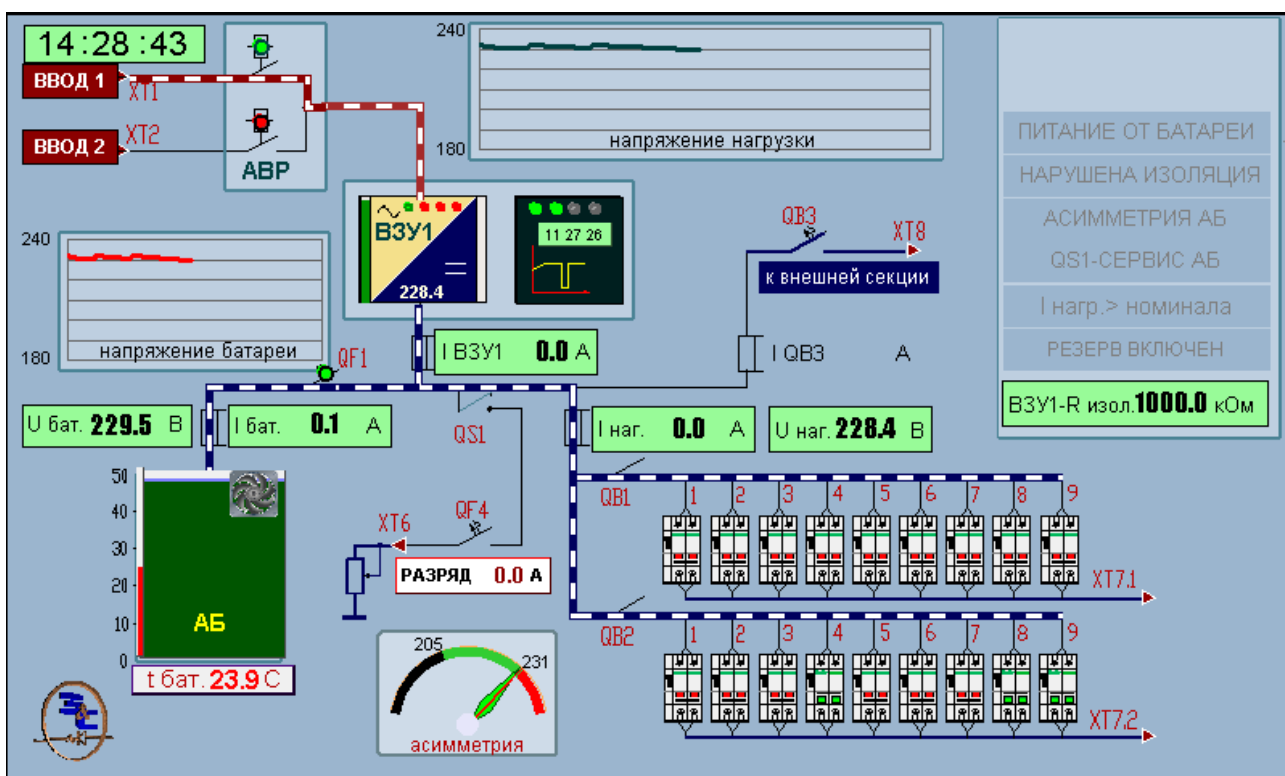 14:28:43
ВВОД 1
XT1
ВВОД 2
XT2
АВР
240
180
напряжение нагрузки
ПИТАНИЕ ОТ БАТАРЕИ
НАРУШЕНА ИЗОЛЯЦИЯ
АСИММЕТРИЯ АБ
QS1-СЕРВИС АБ
I нагр.> номинала
РЕЗЕРВ ВКЛЮЧЕН
ВЗУ1-R изол.1000.0 кОм
ВЗУ1
228.4
11 27 26
QB3
XT8
к внешней секции
240
180
напряжение батареи
QF1
I ВЗУ1 0.0 А
I QB3 А
U бат. 229.5 В
I бат. 0.1 А
QS1
I наг. 0.0 А
U наг. 228.4 В
50
40
30
20
10
0
АБ
t бат. 23.9 С
XT6
QF4
РАЗРЯД 0.0 А
QB1
1 2 3 4 5 6 7 8 9
XT7.1
QB2
1 2 3 4 5 6 7 8 9
XT7.2
205
231
асимметрия